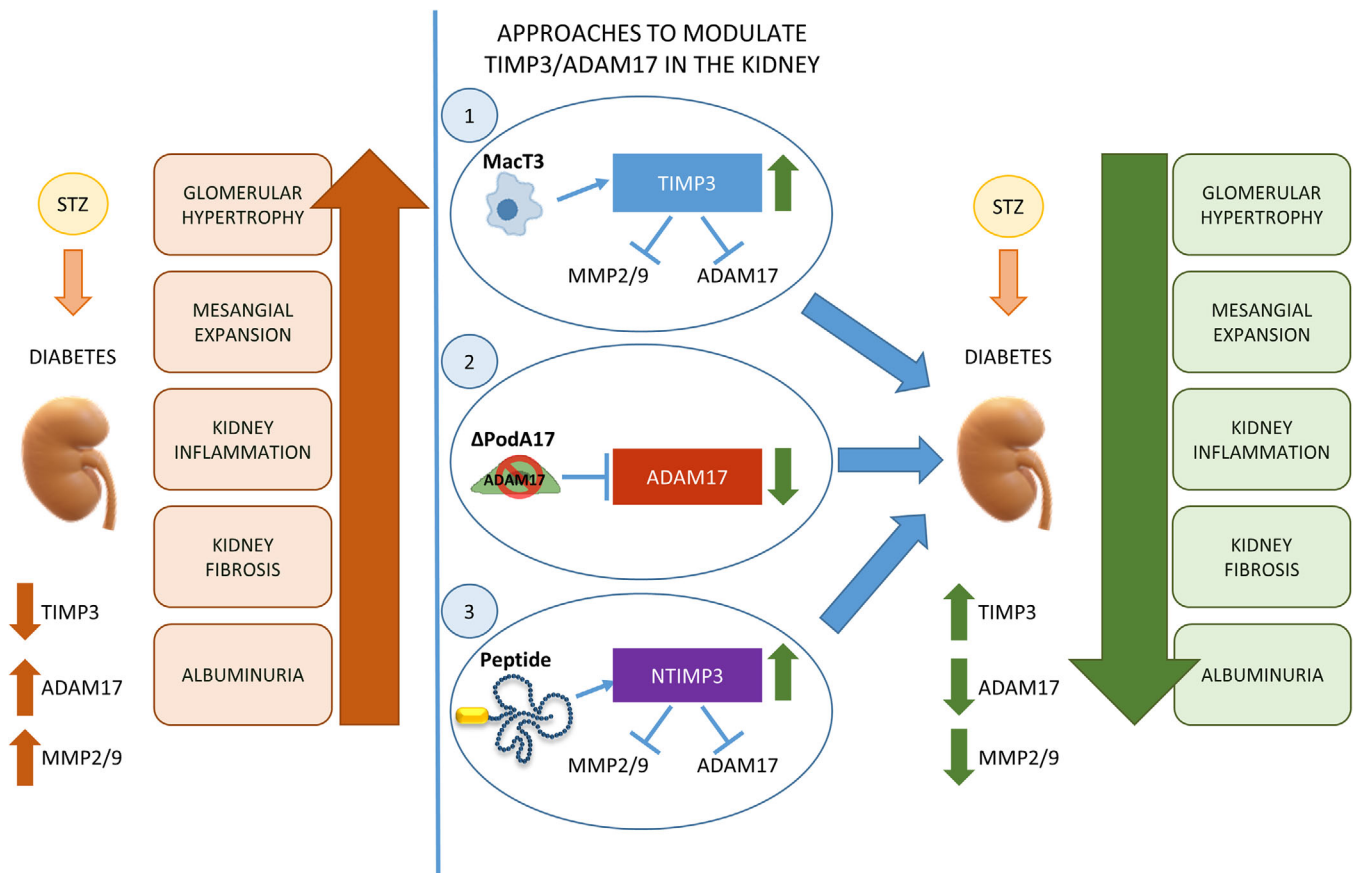 STZ
DIABETES
TIMP3
ADAM17
MMP2/9
GLOMERULAR
HYPERTROPHY
MESANGIAL
EXPANSION
KIDNEY
INFLAMMATION
KIDNEY
FIBROSIS
ALBUMINURIA
APPROACHES TO MODULATE
TIMP3/ADAM17 IN THE KIDNEY
1
MacT3
TIMP3
MMP2/9
ADAM17
2
ΔPodA17
ADAM17
ADAM17
3
Peptide
NTIMP3
MMP2/9
ADAM17
STZ
DIABETES
TIMP3
ADAM17
MMP2/9
GLOMERULAR
HYPERTROPHY
MESANGIAL
EXPANSION
KIDNEY
INFLAMMATION
KIDNEY
FIBROSIS
ALBUMINURIA